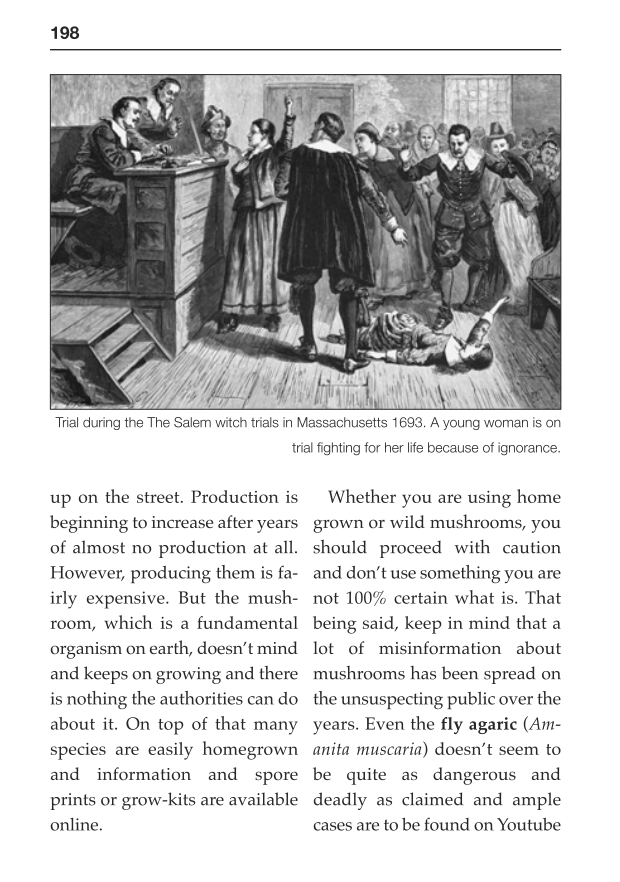 198
Trial during the The Salem witch trials in Massachusetts 1693. A young woman is on
trial fighting for her life because of ignorance.
up on the street. Production is
beginning to increase after years
of almost no production at all.
However, producing them is fa-
irly expensive. But the mush-
room, which is a fundamental
organism on earth, doesn't mind
and keeps on growing and there
is nothing the authorities can do
about it. On top of that many
species are easily homegrown
and information and spore
prints or grow-kits are available
online.
Whether you are using home
grown or wild mushrooms, you
should proceed with caution
and don't use something you are
not 100% certain what is. That
being said, keep in mind that a
lot of misinformation about
mushrooms has been spread on
the unsuspecting public over the
years. Even the fly agaric (Am-
anita muscaria) doesn't seem to
be quite as dangerous and
deadly as claimed and ample
cases are to be found on Youtube